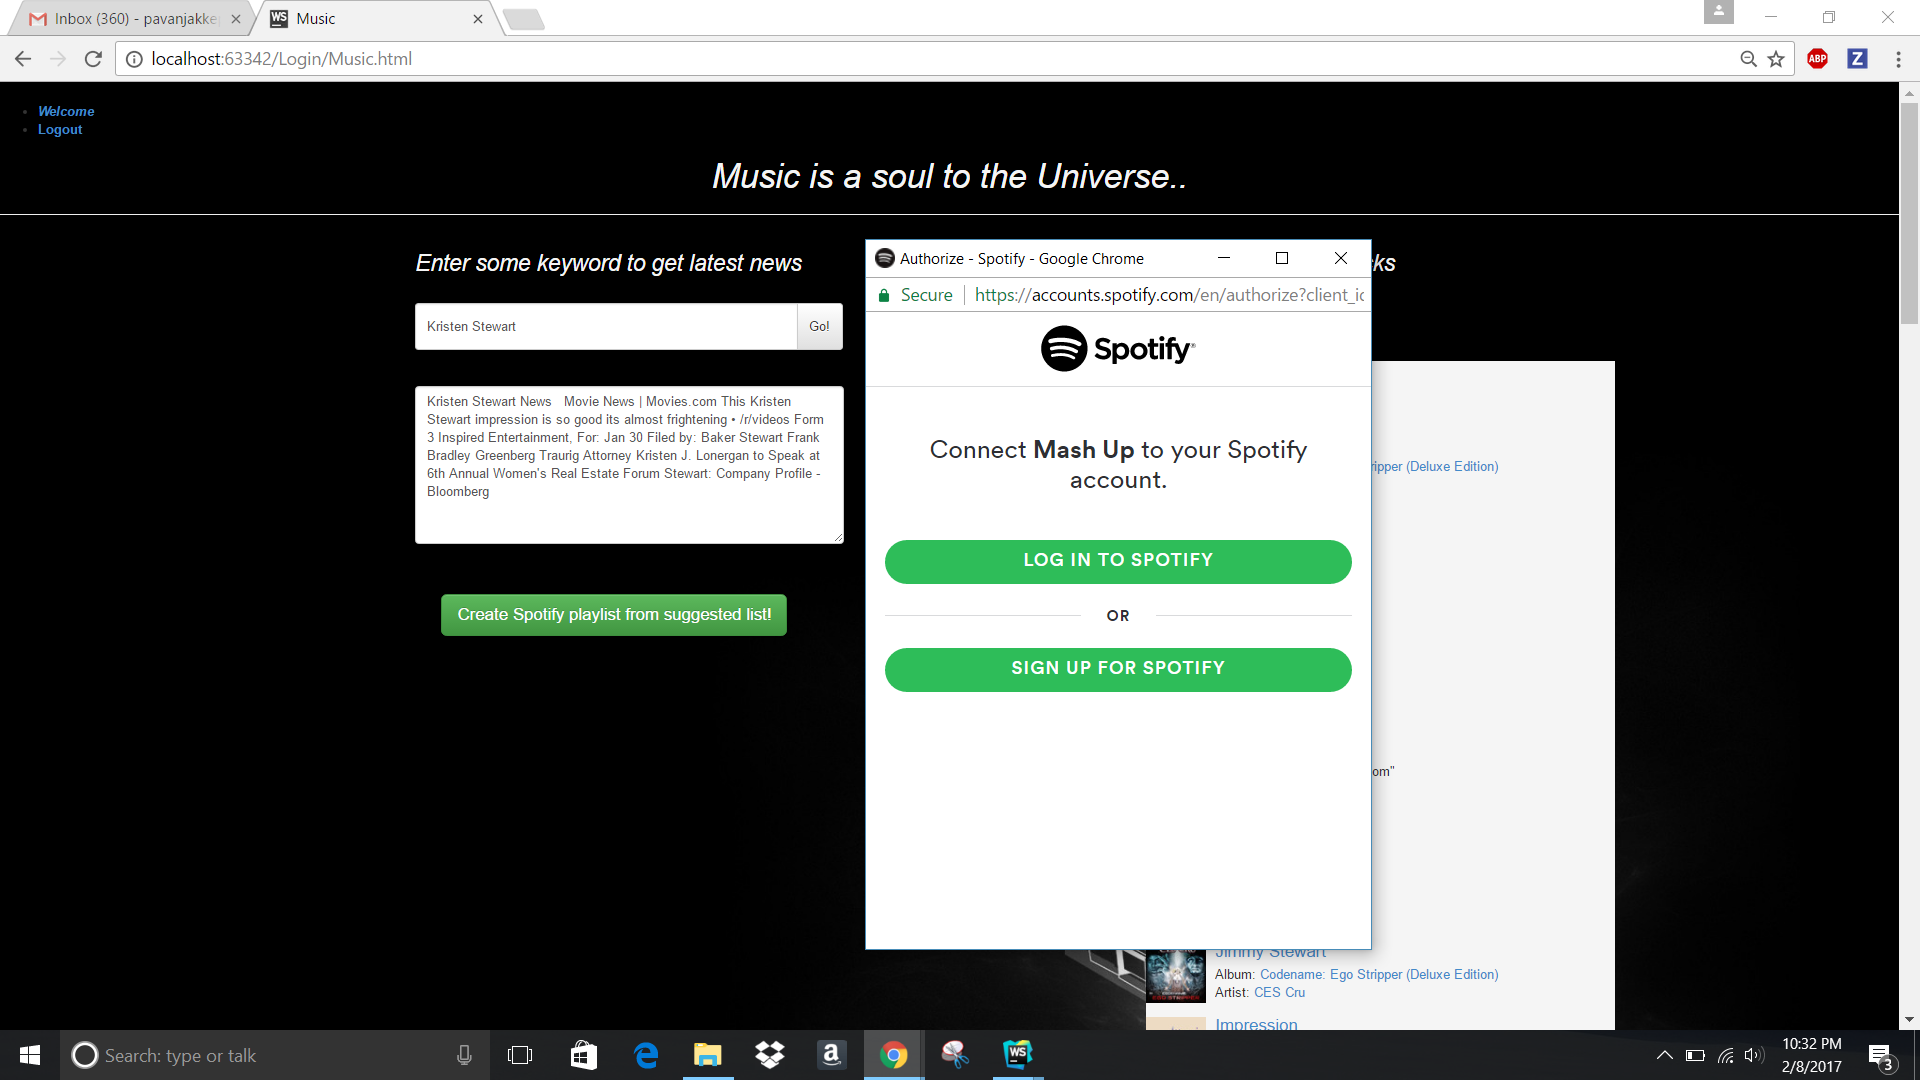 Inbox (360) - pavanjakke
WS
Music
localhost:63342/Login/Music.html
ABP
Z
Welcome
Logout
Music is a soul to the Universe..
Enter some keyword to get latest news
Kristen Stewart
Go!
Kristen Stewart News   Movie News | Movies.com This Kristen
Stewart impression is so good its almost frightening • /r/videos Form
3 Inspired Entertainment, For: Jan 30 Filed by: Baker Stewart Frank
Bradley Greenberg Traurig Attorney Kristen J. Lonergan to Speak at
6th Annual Women's Real Estate Forum Stewart: Company Profile -
Bloomberg
Create Spotify playlist from suggested list!
Authorize - Spotify - Google Chrome
Secure
https://accounts.spotify.com/en/authorize?client_ic
Spotify®
Connect Mash Up to your Spotify
account.
LOG IN TO SPOTIFY
OR
SIGN UP FOR SPOTIFY
cks
ripper (Deluxe Edition)
om"
Jimmy Stewart
Album: Codename: Ego Stripper (Deluxe Edition)
Artist: CES Cru
Impression
Search: type or talk
a
WS
10:32 PM
2/8/2017
3